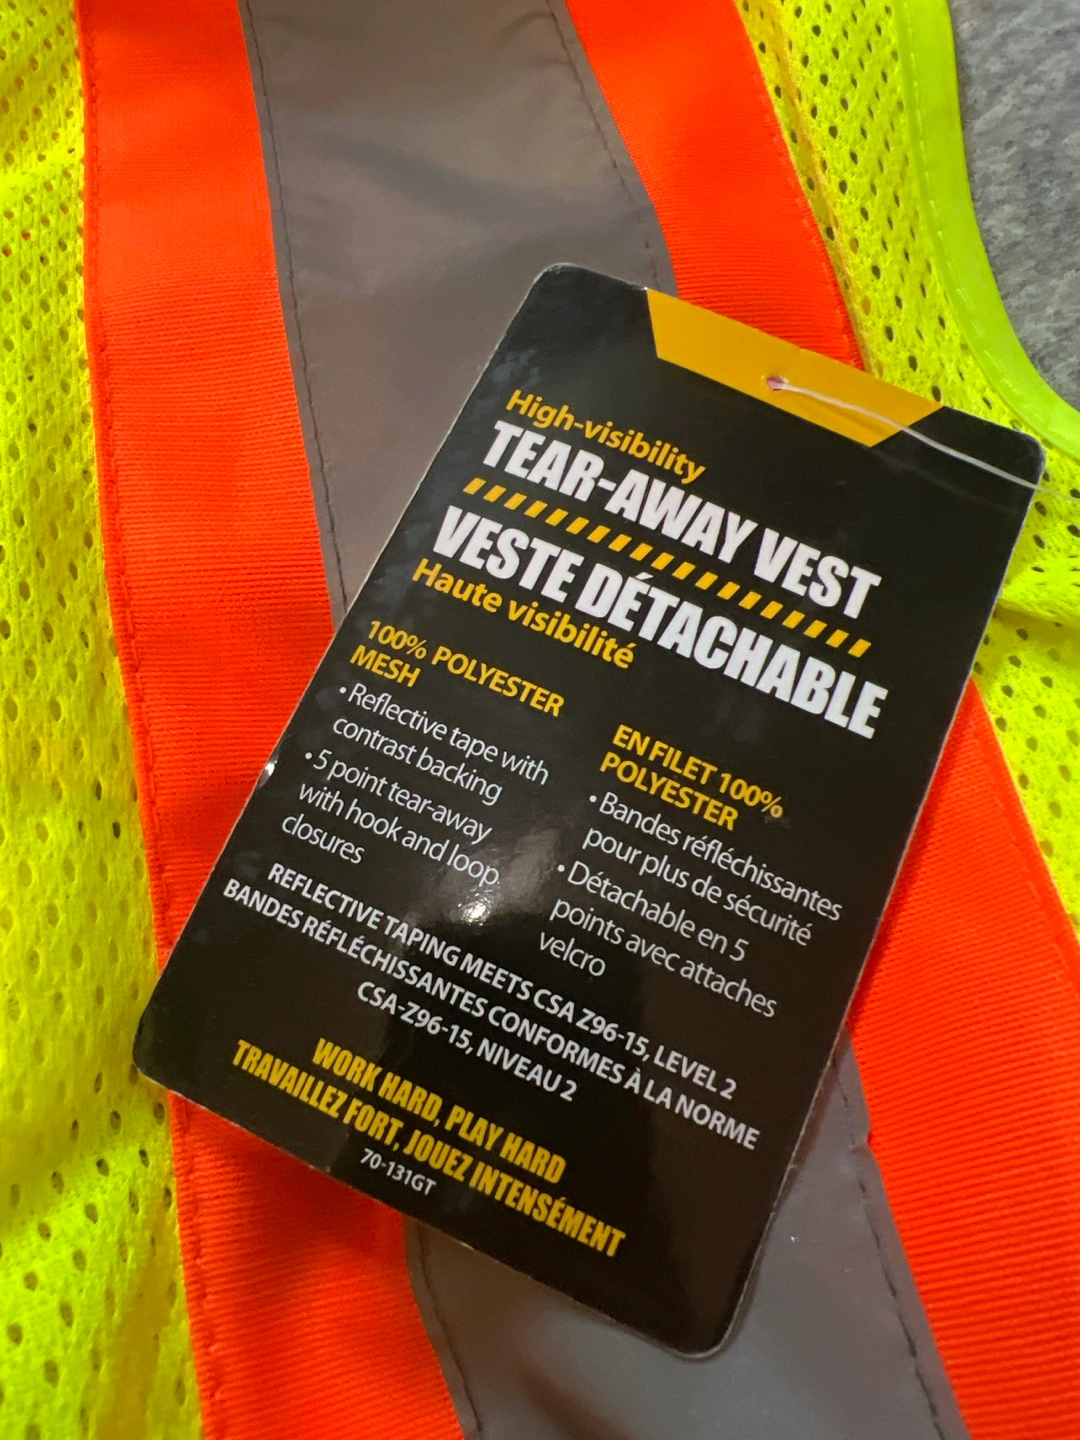 High-visibility
TEAR-AWAY VEST
VESTE DÉTACHABLE
Haute visibilité
100% POLYESTER
MESH
• Reflective tape with
contrast backing
• 5 point tear-away
with hook and loop
closures
EN FILET 100%
POLYESTER
• Bandes réfléchissantes
pour plus de sécurité
• Détachable en 5
points avec attaches
velcro
REFLECTIVE TAPING MEETS CSA Z96-15, LEVEL 2
BANDES RÉFLÉCHISSANTES CONFORMES À LA NORME
CSA-Z96-15, NIVEAU 2
WORK HARD, PLAY HARD
TRAVAILLEZ FORT, JOUEZ INTENSÉMENT
70-131GT